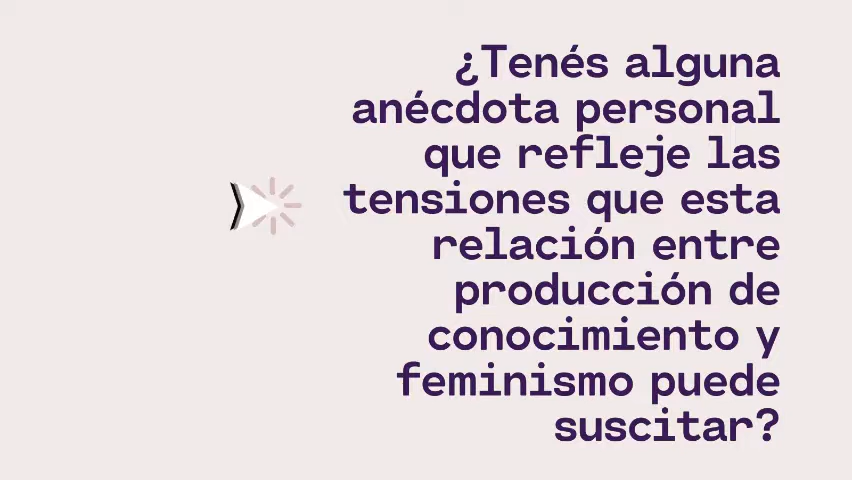 ¿Tenés alguna
anécdota personal
que refleje las
tensiones que esta
relación entre
producción de
conocimiento y
feminismo puede
suscitar?